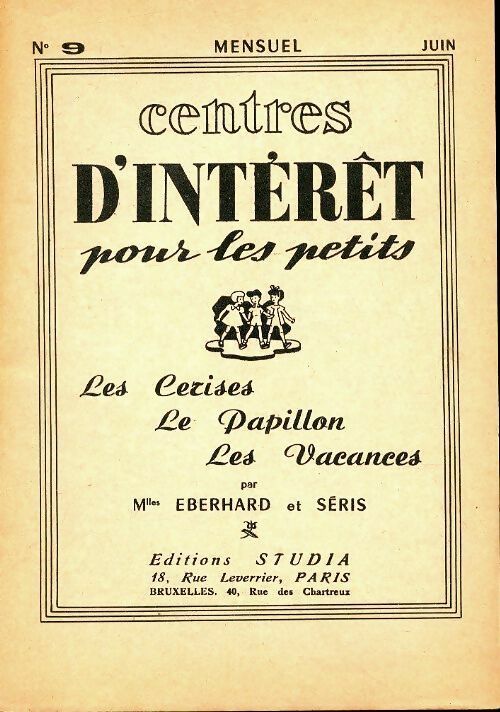 N° 9 MENSUEL JUIN
centres
D'INTÉRÊT
pour les petits
Les Cerises
Le Papillon
Les Vacances
par
Mlles EBERHARD et SÉRIS
Editions STUDIA
18, Rue Leverrier, PARIS
BRUXELLES. 40, Rue des Chartreux